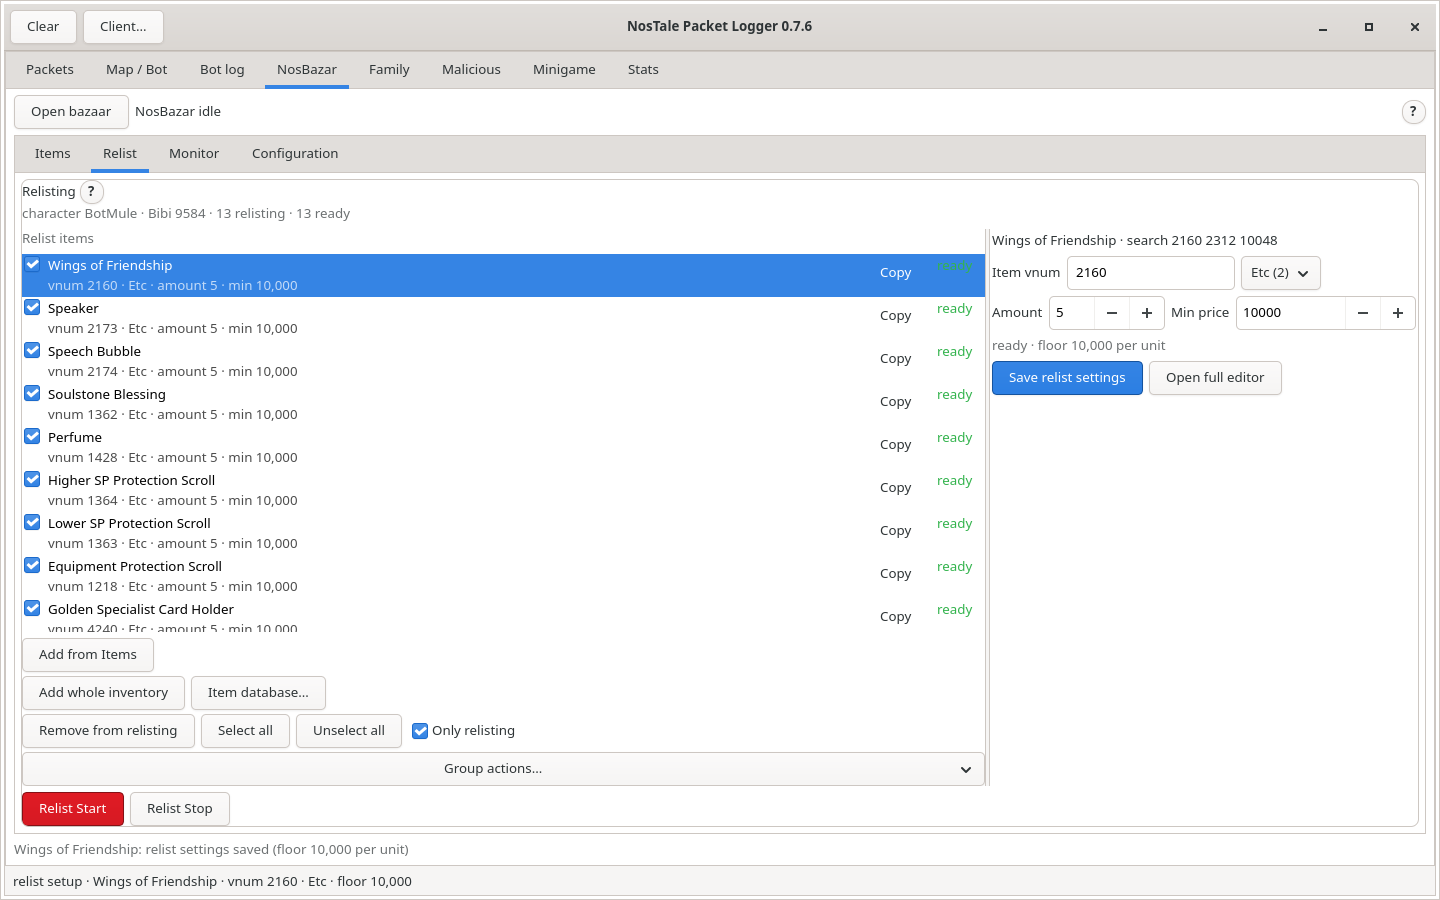 Clear
Client...
NosTale Packet Logger 0.7.6
Packets
Map / Bot
Bot log
NosBazar
Family
Malicious
Minigame
Stats
Open bazaar
NosBazar idle
?
Items
Relist
Monitor
Configuration
Relisting
?
character BotMule · Bibi 9584 · 13 relisting · 13 ready
Relist items
Wings of Friendship
vnum 2160 · Etc · amount 5 · min 10,000
Copy
ready
Speaker
vnum 2173 · Etc · amount 5 · min 10,000
Copy
ready
Speech Bubble
vnum 2174 · Etc · amount 5 · min 10,000
Copy
ready
Soulstone Blessing
vnum 1362 · Etc · amount 5 · min 10,000
Copy
ready
Perfume
vnum 1428 · Etc · amount 5 · min 10,000
Copy
ready
Higher SP Protection Scroll
vnum 1364 · Etc · amount 5 · min 10,000
Copy
ready
Lower SP Protection Scroll
vnum 1363 · Etc · amount 5 · min 10,000
Copy
ready
Equipment Protection Scroll
vnum 1218 · Etc · amount 5 · min 10,000
Copy
ready
Golden Specialist Card Holder
vnum 4240 · Etc · amount 5 · min 10,000
Copy
ready
Wings of Friendship · search 2160 2312 10048
Item vnum
2160
Etc (2)
Amount
5
Min price
10000
ready · floor 10,000 per unit
Save relist settings
Open full editor
Add from Items
Add whole inventory
Item database...
Remove from relisting
Select all
Unselect all
Only relisting
Group actions...
Relist Start
Relist Stop
Wings of Friendship: relist settings saved (floor 10,000 per unit)
relist setup · Wings of Friendship · vnum 2160 · Etc · floor 10,000